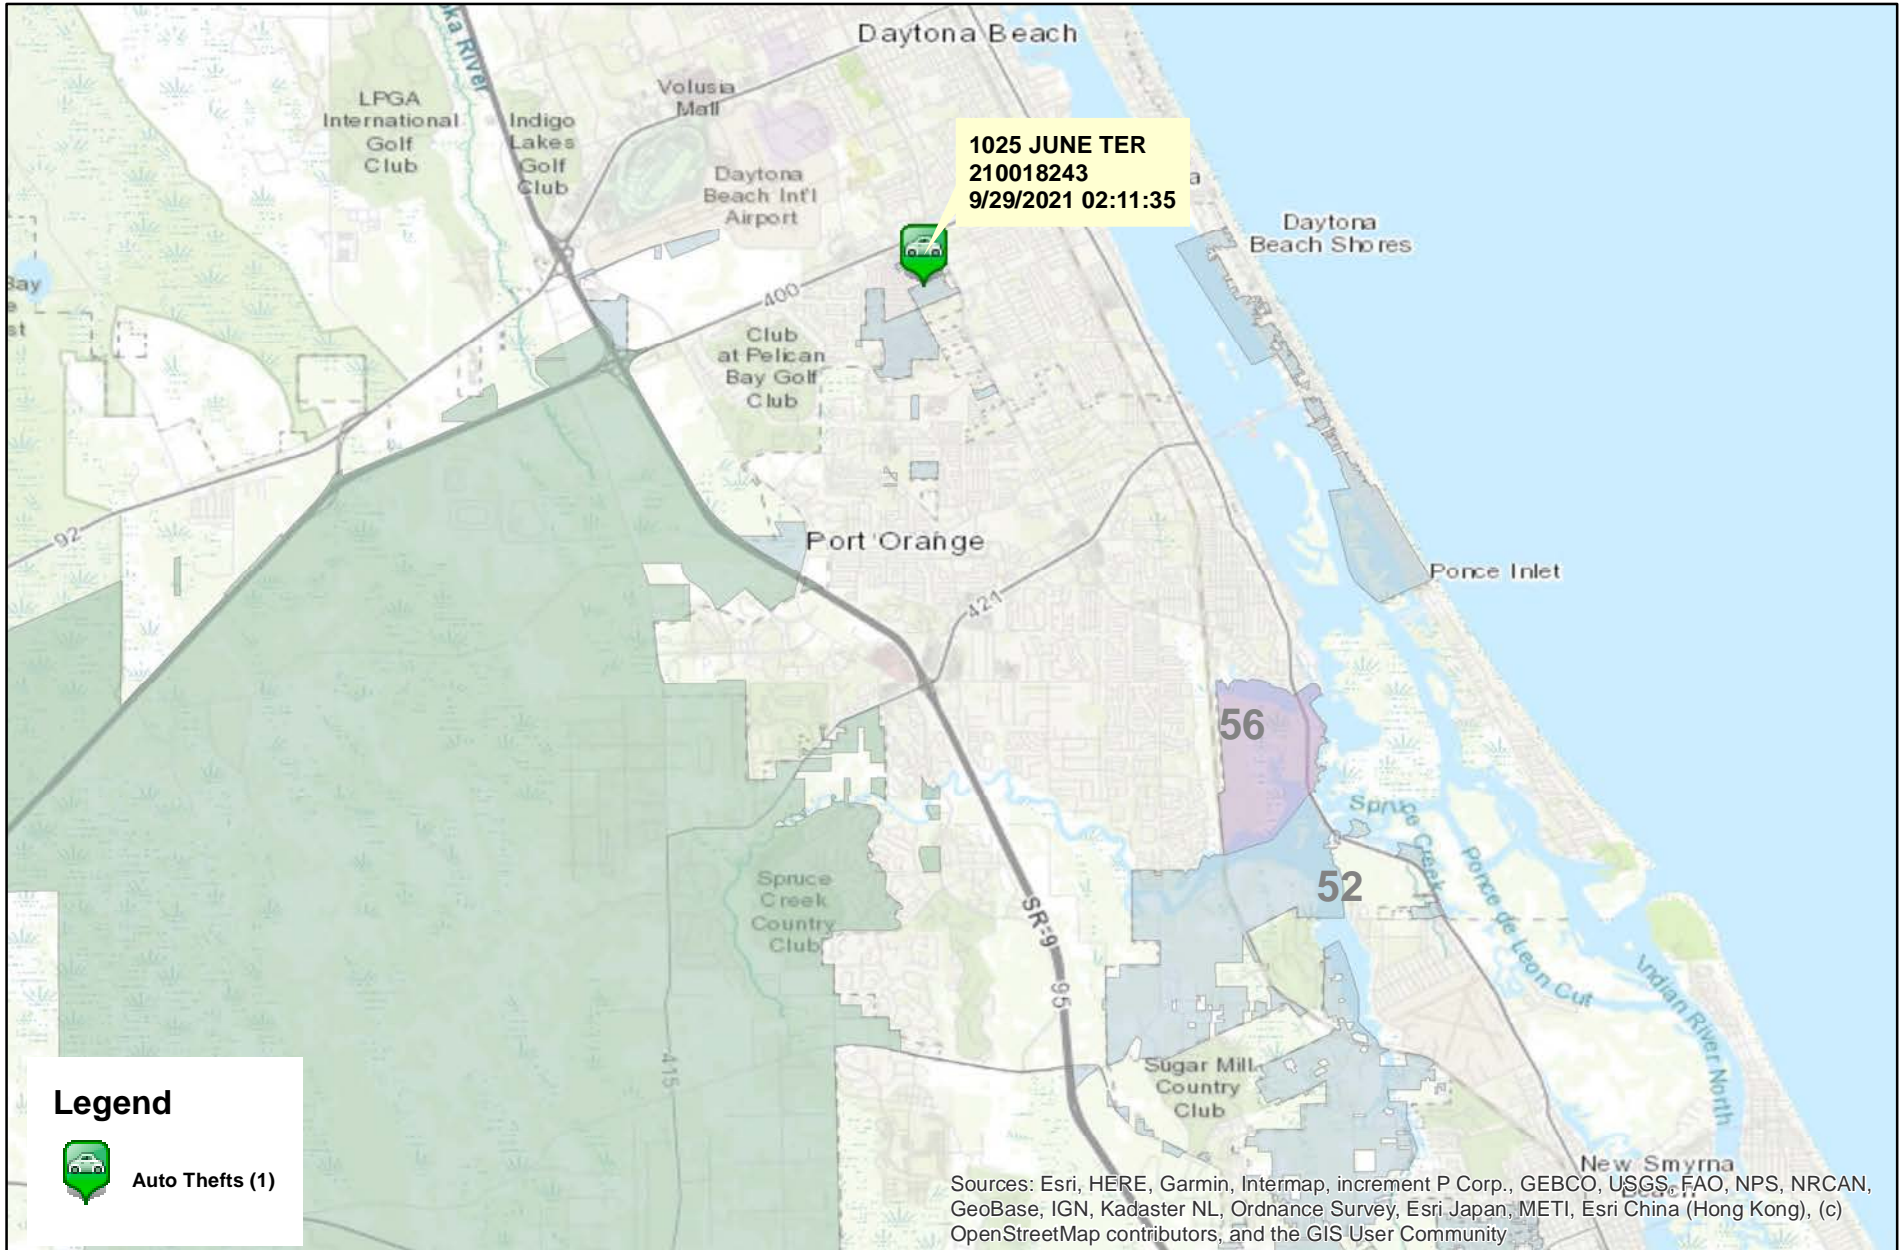 Daytona Beach
Volusia
Mall
LPGA
International
Golf
Club
Indigo
Lakes
Golf
Club
Daytona
Beach Int'l
Airport
1025 JUNE TER
210018243
9/29/2021 02:11:35
a
Daytona
Beach Shores
Bay
e
st
400
Club
at Pelican
Bay Golf
Club
92
Port Orange
Ponce Inlet
421
56
Spruce Creek
52
Ponce de Leon Cut
Spruce
Creek
Country
Club
SR-9
95
Indian River North
415
Sugar Mill
Country
Club
New Smyrna
Beach
Legend
Auto Thefts (1)
Sources: Esri, HERE, Garmin, Intermap, increment P Corp., GEBCO, USGS, FAO, NPS, NRCAN,
GeoBase, IGN, Kadaster NL, Ordnance Survey, Esri Japan, METI, Esri China (Hong Kong), (c)
OpenStreetMap contributors, and the GIS User Community